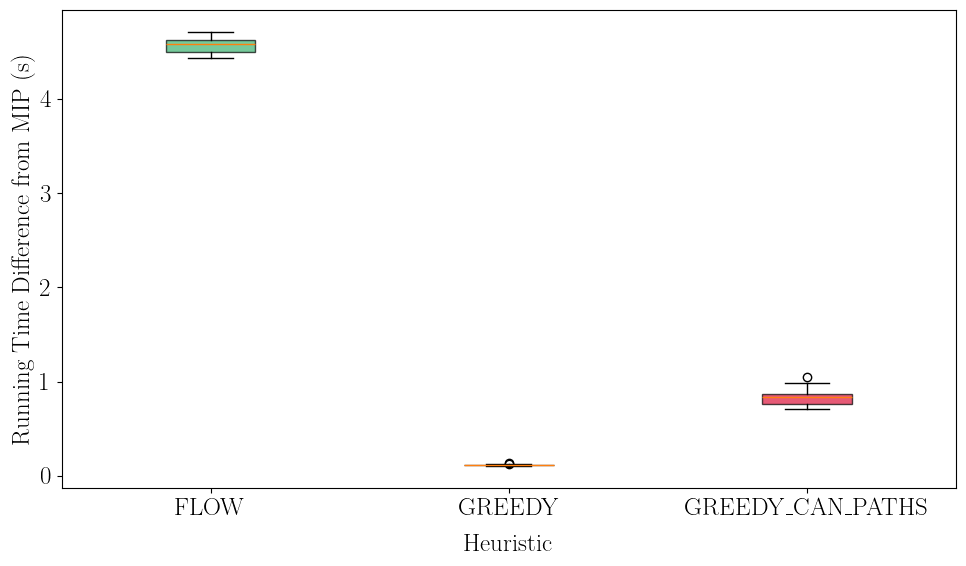 Running Time Difference from MIP (s)
4
3
2
1
0
FLOW
GREEDY
GREEDY_CAN_PATHS
Heuristic